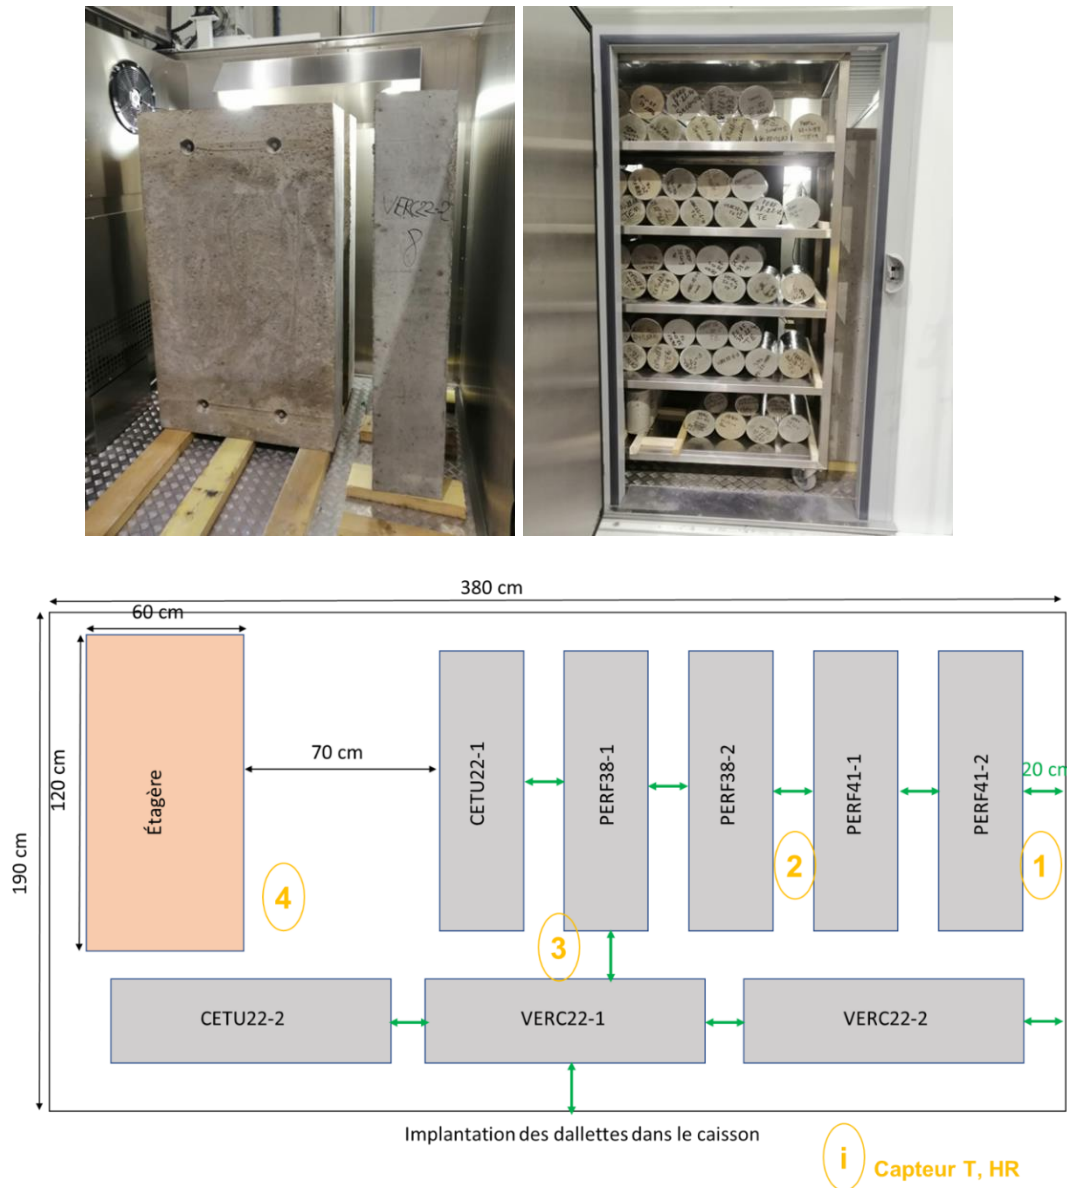 VERC22-2
8
380 cm
60 cm
190 cm
120 cm
Étagère
70 cm
CETU22-1
PERF38-1
PERF38-2
PERF41-1
PERF41-2
20 cm
4
3
2
1
CETU22-2
VERC22-1
VERC22-2
Implantation des dallettes dans le caisson
i
Capteur T, HR